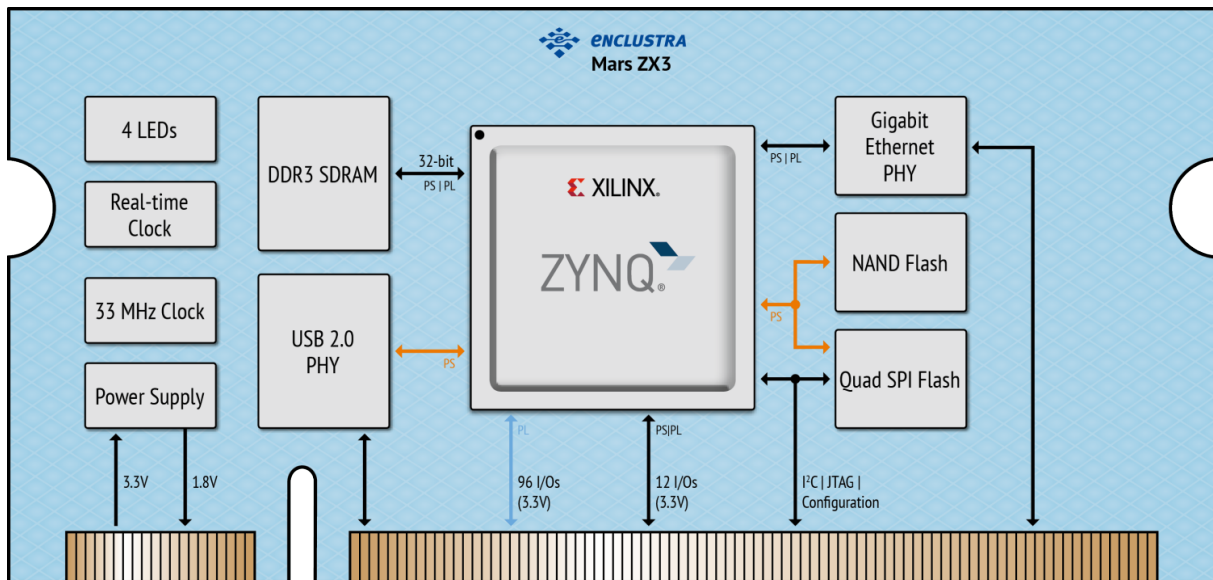 enclustra
Mars ZX3
4 LEDs
Real-time
Clock
33 MHz Clock
Power Supply
3.3V
1.8V
DDR3 SDRAM
32-bit
PS | PL
USB 2.0
PHY
PS
XILINX®
ZYNQ®
PL
96 I/Os
(3.3V)
PS|PL
12 I/Os
(3.3V)
PS | PL
Gigabit
Ethernet
PHY
NAND Flash
PS
Quad SPI Flash
I²C | JTAG |
Configuration